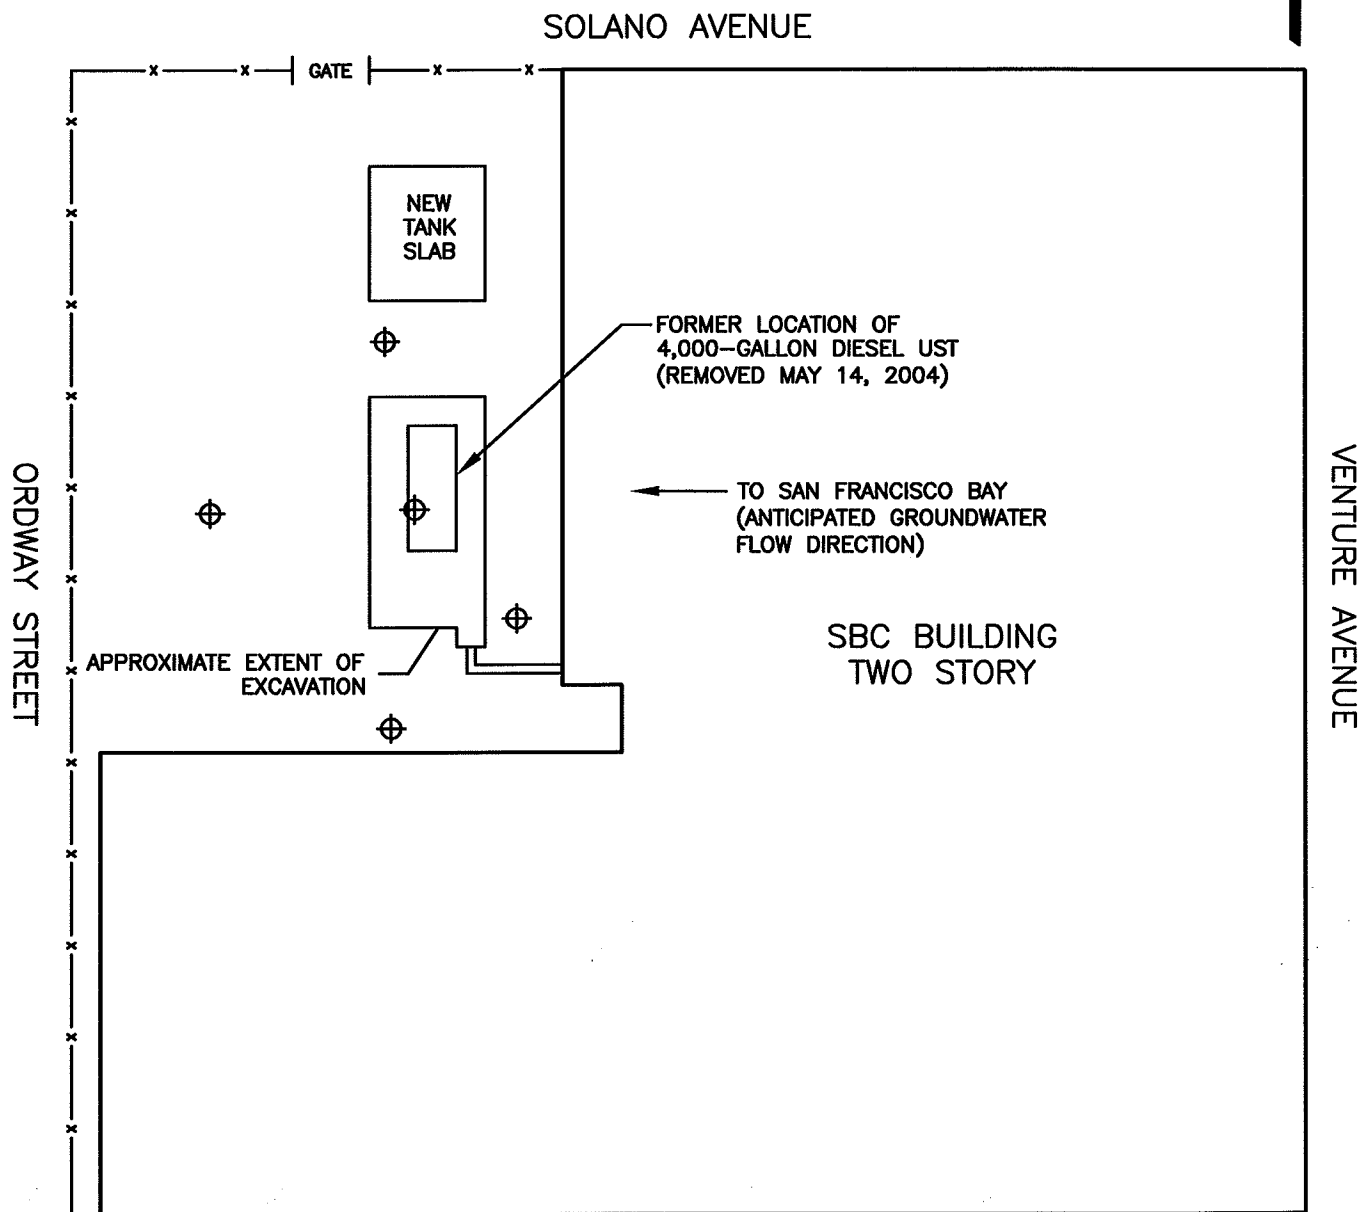 SOLANO AVENUE
GATE
NEW
TANK
SLAB
FORMER LOCATION OF
4,000-GALLON DIESEL UST
(REMOVED MAY 14, 2004)
TO SAN FRANCISCO BAY
(ANTICIPATED GROUNDWATER
FLOW DIRECTION)
ORDWAY STREET
VENTURE AVENUE
SBC BUILDING
TWO STORY
APPROXIMATE EXTENT OF
EXCAVATION